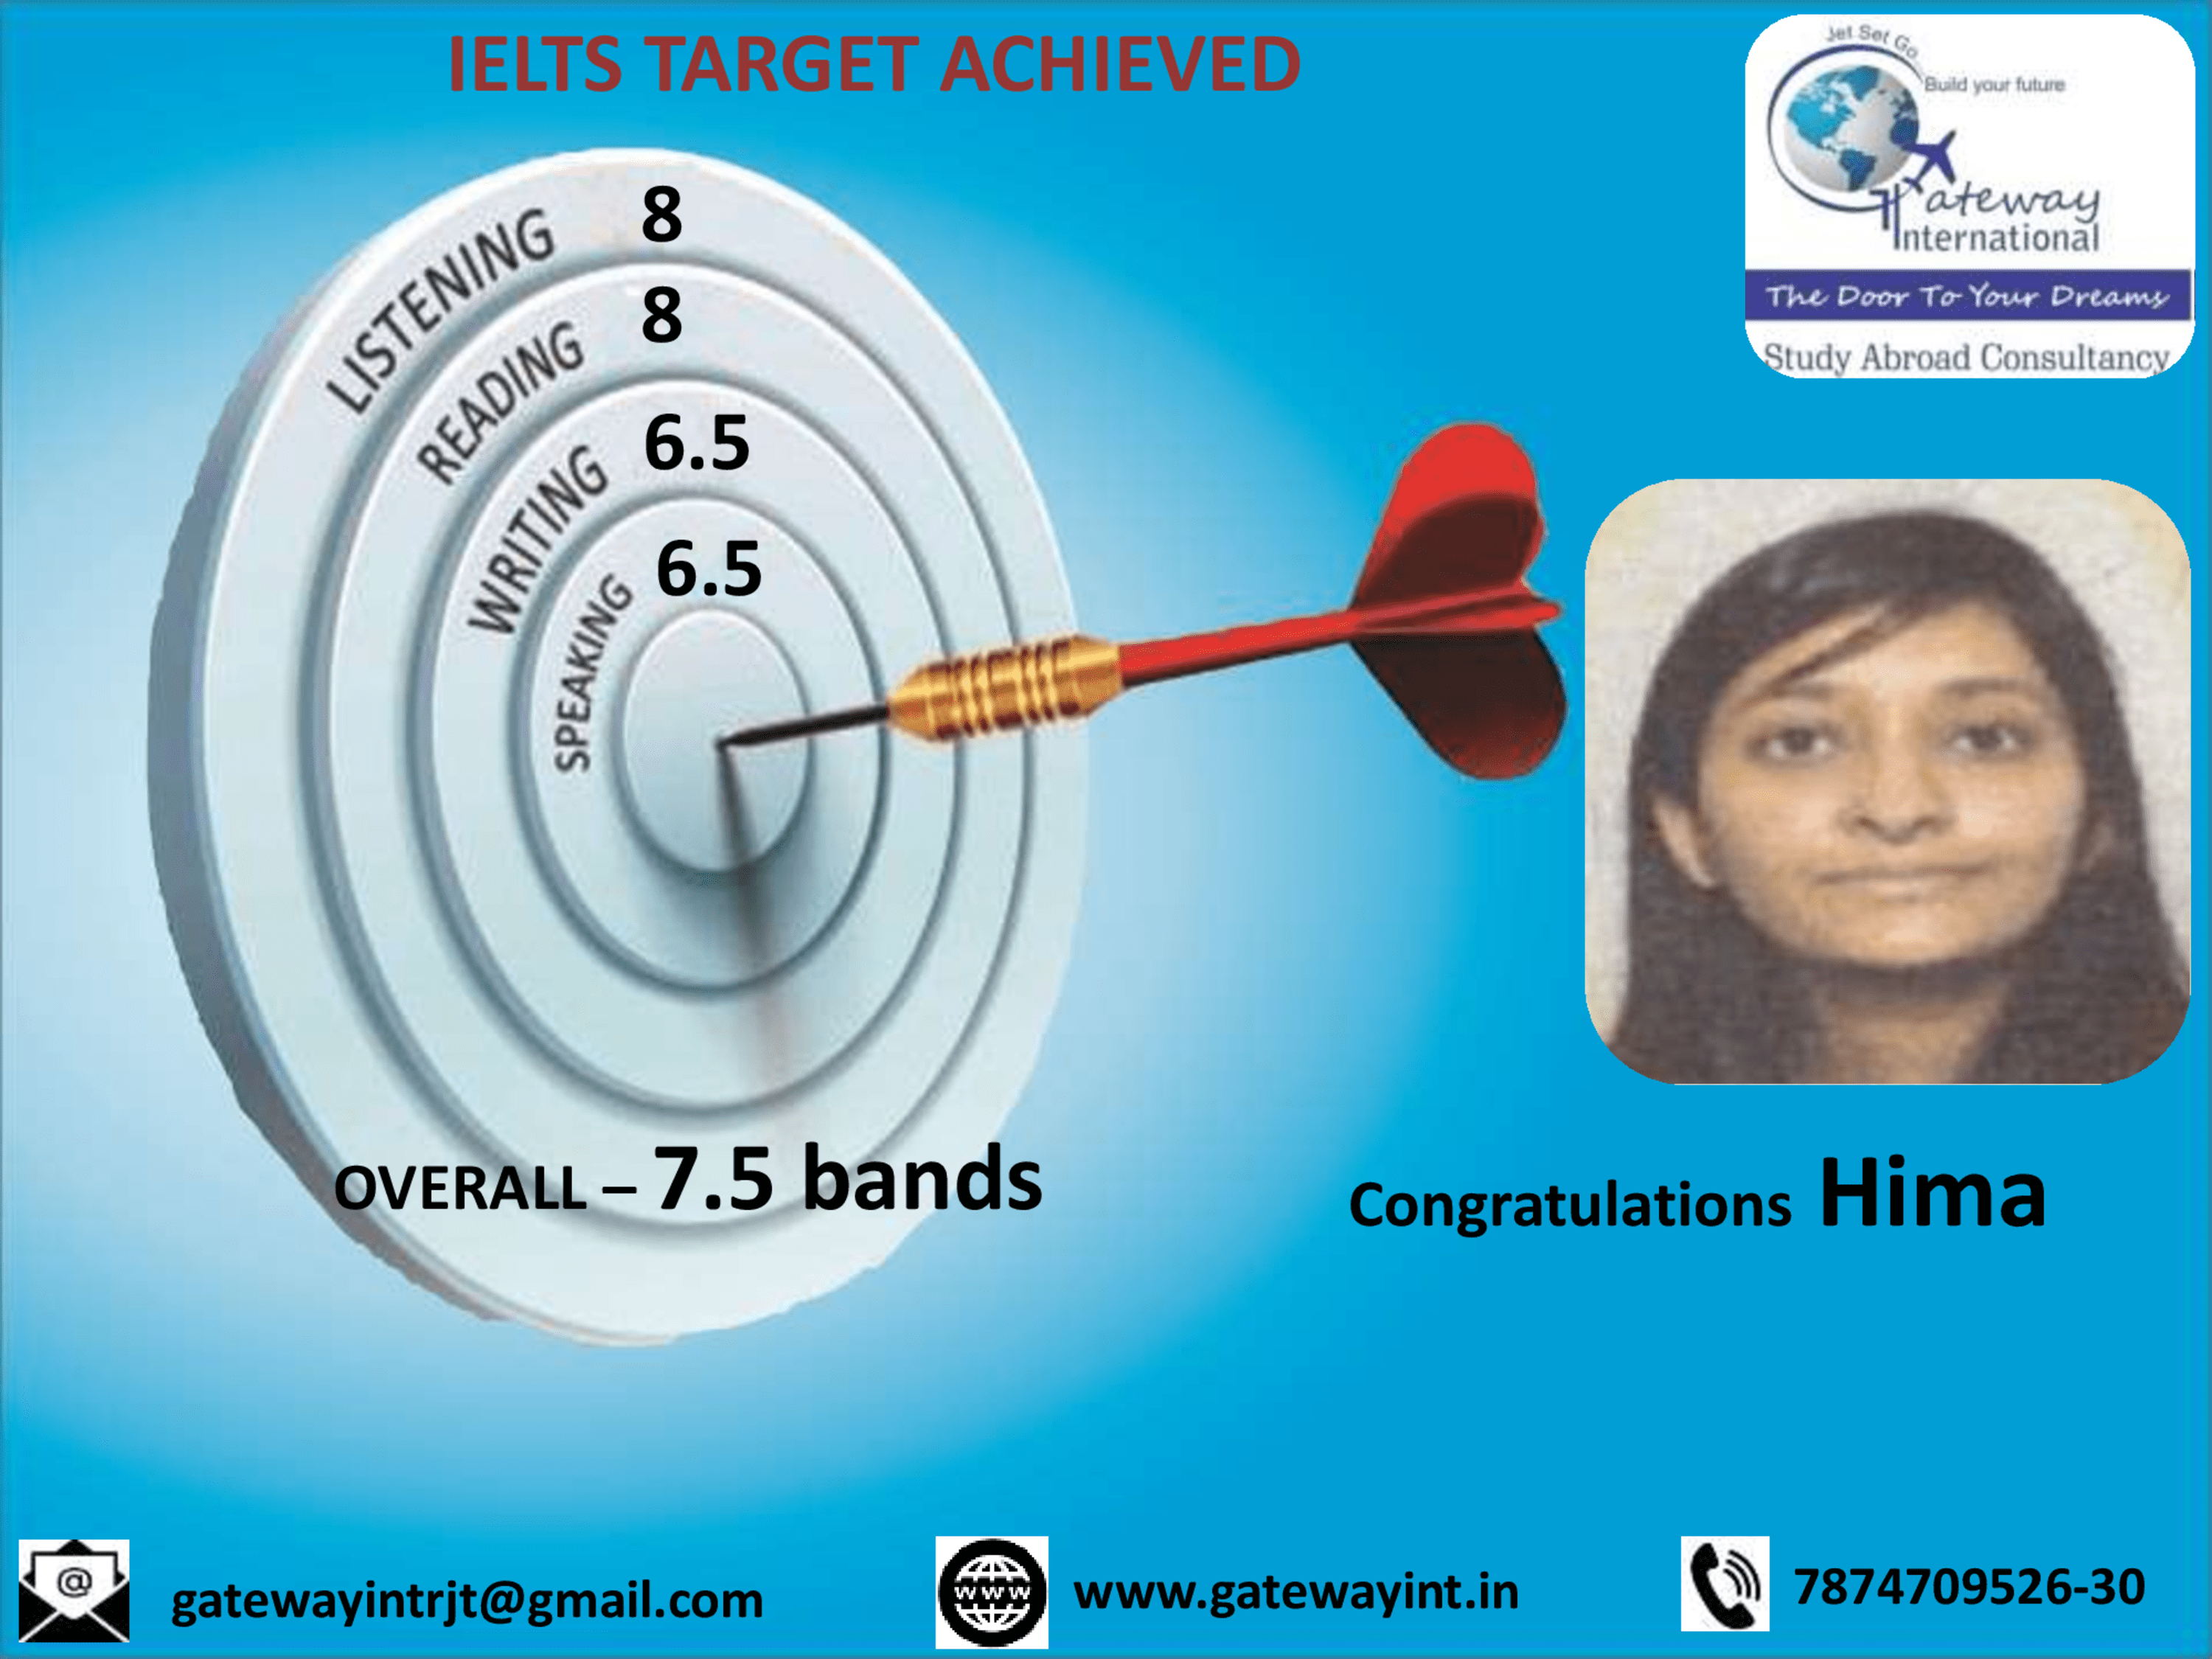 IELTS TARGET ACHIEVED
Jet Set Go
Build your future
Gateway
International
The Door To Your Dreams
Study Abroad Consultancy
LISTENING 8
READING 8
WRITING 6.5
SPEAKING 6.5
OVERALL – 7.5 bands
Congratulations Hima
@ gatewayintrjt@gmail.com
www www.gatewayint.in
7874709526-30